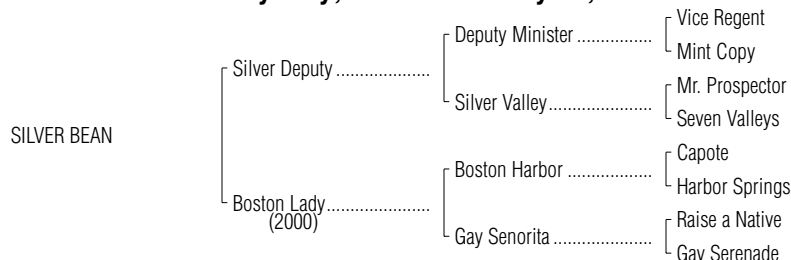 Vice Regent
Deputy Minister ................
Mint Copy
Silver Deputy ....................
Mr. Prospector
Silver Valley......................
Seven Valleys
SILVER BEAN
Capote
Boston Harbor .................
Harbor Springs
Boston Lady......................
(2000)
Raise a Native
Gay Senorita ....................
Gay Serenade